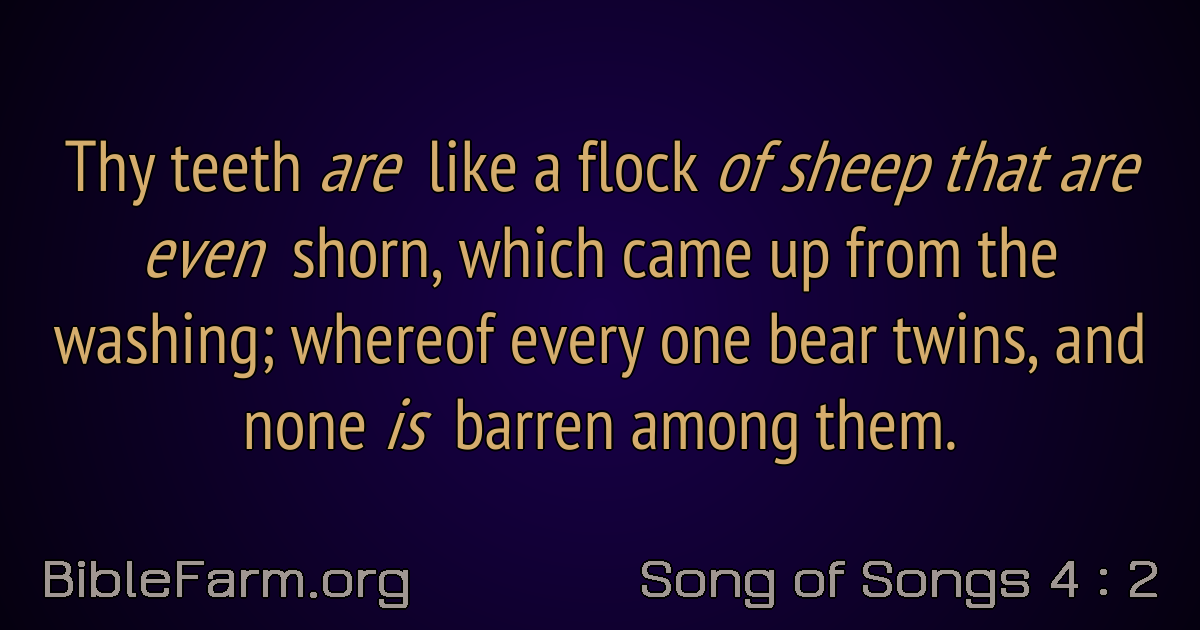 Thy teeth are like a flock of sheep that are
even shorn, which came up from the
washing; whereof every one bear twins, and
none is barren among them.
BibleFarm.org
Song of Songs 4 : 2